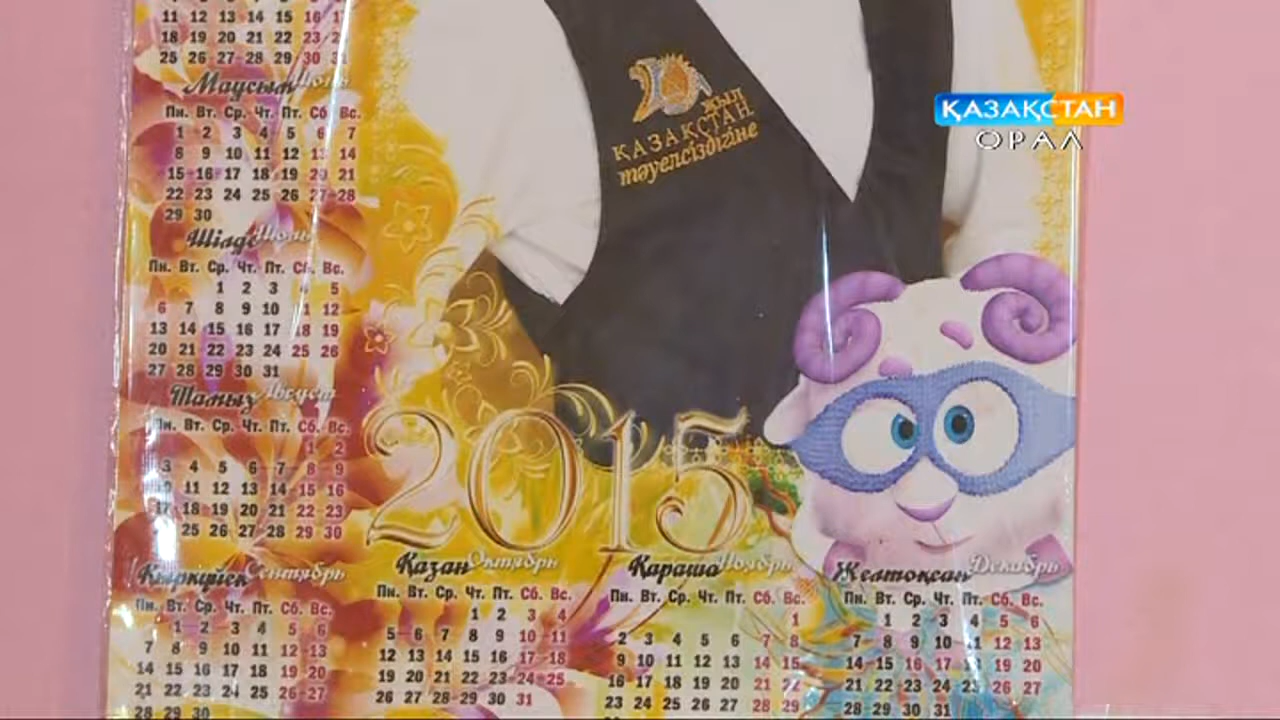 11 12 13 14 15 16 17
18 19 20 21 22 23
25 26 27 28 29 30 31
Маусым Июнь
Пн. Вт. Ср. Чт. Пт. Сб. Вс.
1 2 3 4 5 6 7
8 9 10 11 12 13 14
15 16 17 18 19 20 21
22 23 24 25 26 27 28
29 30
Шілде Июль
Пн. Вт. Ср. Чт. Пт. Сб. Вс.
1 2 3 4 5
6 7 8 9 10 11 12
13 14 15 16 17 18 19
20 21 22 23 24 25 26
27 28 29 30 31
Тамыз Август
Пн. Вт. Ср. Чт. Пт. Сб. Вс.
1 2
3 4 5 6 7 8 9
10 11 12 13 14 15 16
17 18 19 20 21 22 23
25 26 27 28 29 30
Қыркүйек Сентябрь
Пн. Вт. Ср. Чт. Пт. Сб. Вс.
1 2 3 4 5 6
7 8 9 10 11 12 13
14 15 16 17 18 19 20
21 22 23 24 25 26 27
28 29 30
20 жыл
ҚАЗАҚСТАН
тәуелсіздігіне
ҚАЗАҚСТАН
ОРАЛ
2015
Қазан Октябрь
Пн. Вт. Ср. Чт. Пт. Сб. Вс.
1 2 3 4
5 6 7 8 9 10 11
12 13 14 15 16 17 18
19 20 21 22 23 24 25
26 27 28 29 30 31
Қараша Ноябрь
Пн. Вт. Ср. Чт. Пт. Сб. Вс.
1
2 3 4 5 6 7 8
9 10 11 12 13 14 15
16 17 18 19 20 21 22
23 24 25 26 27 28 29
Желтоқсан Декабрь
Пн. Вт. Ср. Чт. Пт. Сб. Вс.
1 2 3 4 5 6
7 8 9 10 11 12 13
14 15 16 17 18 19 20
21 22 23 24 25 26 27
28 29 30 31